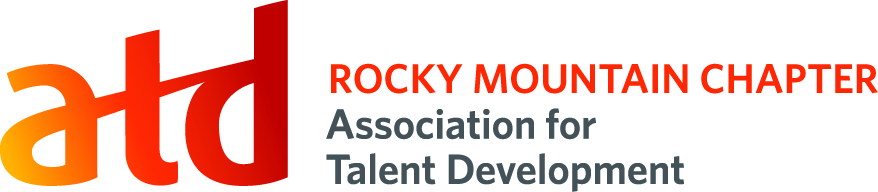 atd
ROCKY MOUNTAIN CHAPTER
Association for
Talent Development